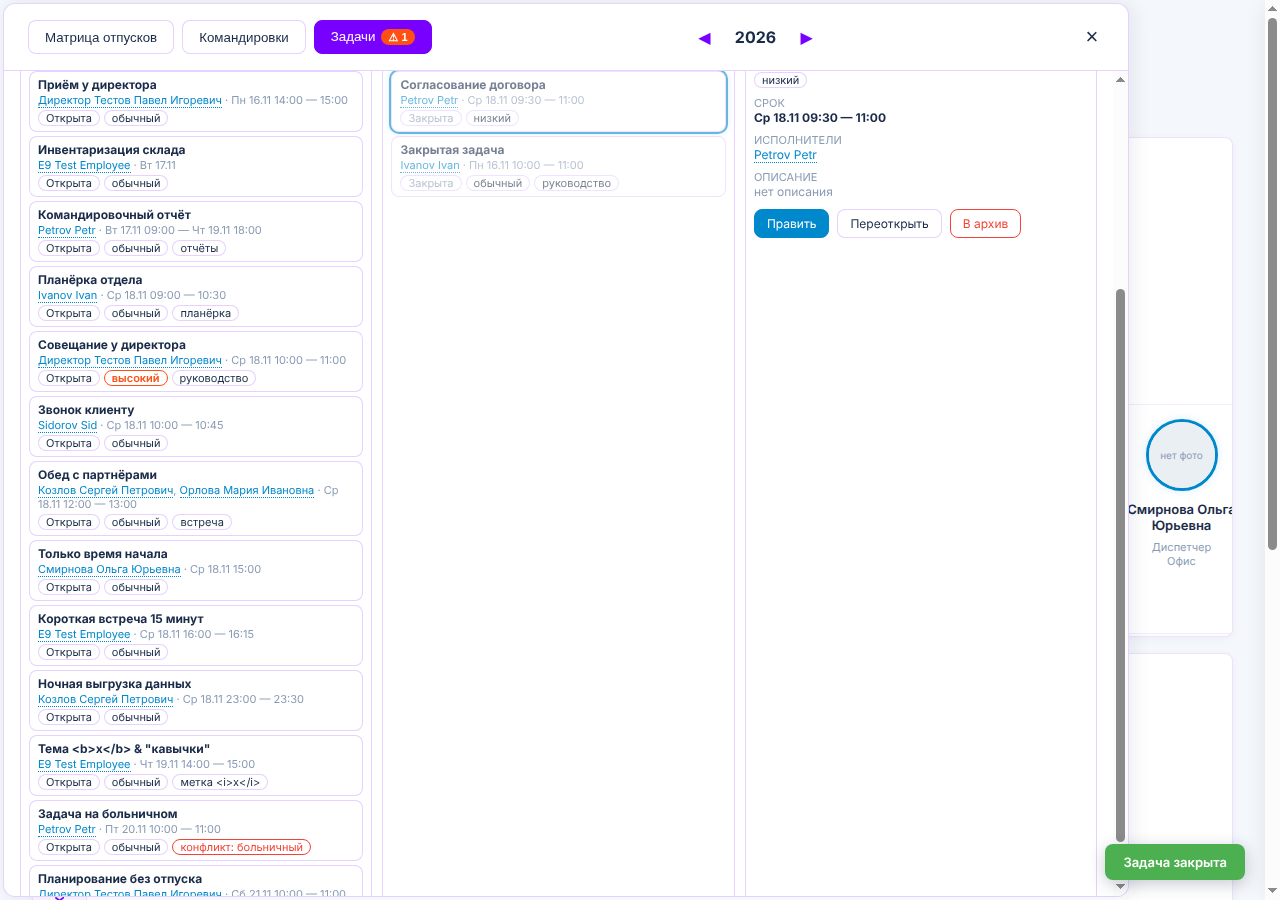 Матрица отпусков
Командировки
Задачи ⚠ 1
◀ 2026 ▶
×
Приём у директора
Директор Тестов Павел Игоревич · Пн 16.11 14:00 — 15:00
Открыта обычный
Инвентаризация склада
E9 Test Employee · Вт 17.11
Открыта обычный
Командировочный отчёт
Petrov Petr · Вт 17.11 09:00 — Чт 19.11 18:00
Открыта обычный отчёты
Планёрка отдела
Ivanov Ivan · Ср 18.11 09:00 — 10:30
Открыта обычный планёрка
Совещание у директора
Директор Тестов Павел Игоревич · Ср 18.11 10:00 — 11:00
Открыта высокий руководство
Звонок клиенту
Sidorov Sid · Ср 18.11 10:00 — 10:45
Открыта обычный
Обед с партнёрами
Козлов Сергей Петрович, Орлова Мария Ивановна · Ср
18.11 12:00 — 13:00
Открыта обычный встреча
Только время начала
Смирнова Ольга Юрьевна · Ср 18.11 15:00
Открыта обычный
Короткая встреча 15 минут
E9 Test Employee · Ср 18.11 16:00 — 16:15
Открыта обычный
Ночная выгрузка данных
Козлов Сергей Петрович · Ср 18.11 23:00 — 23:30
Открыта обычный
Тема <b>x</b> & "кавычки"
E9 Test Employee · Чт 19.11 14:00 — 15:00
Открыта обычный метка <i>x</i>
Задача на больничном
Petrov Petr · Пт 20.11 10:00 — 11:00
Открыта обычный конфликт: больничный
Планирование без отпуска
Директор Тестов Павел Игоревич · Сб 21.11 10:00 — 11:00
Согласование договора
Petrov Petr · Ср 18.11 09:30 — 11:00
Закрыта низкий
Закрытая задача
Ivanov Ivan · Пн 16.11 10:00 — 11:00
Закрыта обычный руководство
низкий
СРОК
Ср 18.11 09:30 — 11:00
ИСПОЛНИТЕЛИ
Petrov Petr
ОПИСАНИЕ
нет описания
Править Переоткрыть В архив
нет фото
Смирнова Ольга
Юрьевна
Диспетчер
Офис
Задача закрыта